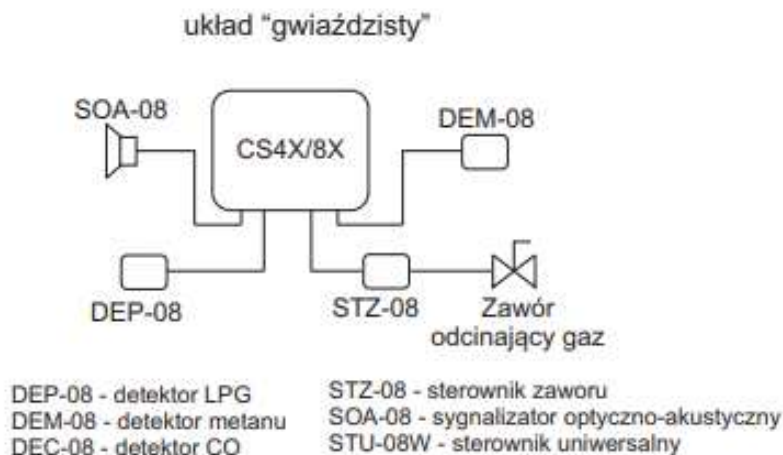 układ “gwiaździsty”
SOA-08
CS4X/8X
DEM-08
DEP-08
STZ-08
Zawór
odcinający gaz
DEP-08 - detektor LPG
DEM-08 - detektor metanu
DEC-08 - detektor CO
STZ-08 - sterownik zaworu
SOA-08 - sygnalizator optyczno-akustyczny
STU-08W - sterownik uniwersalny